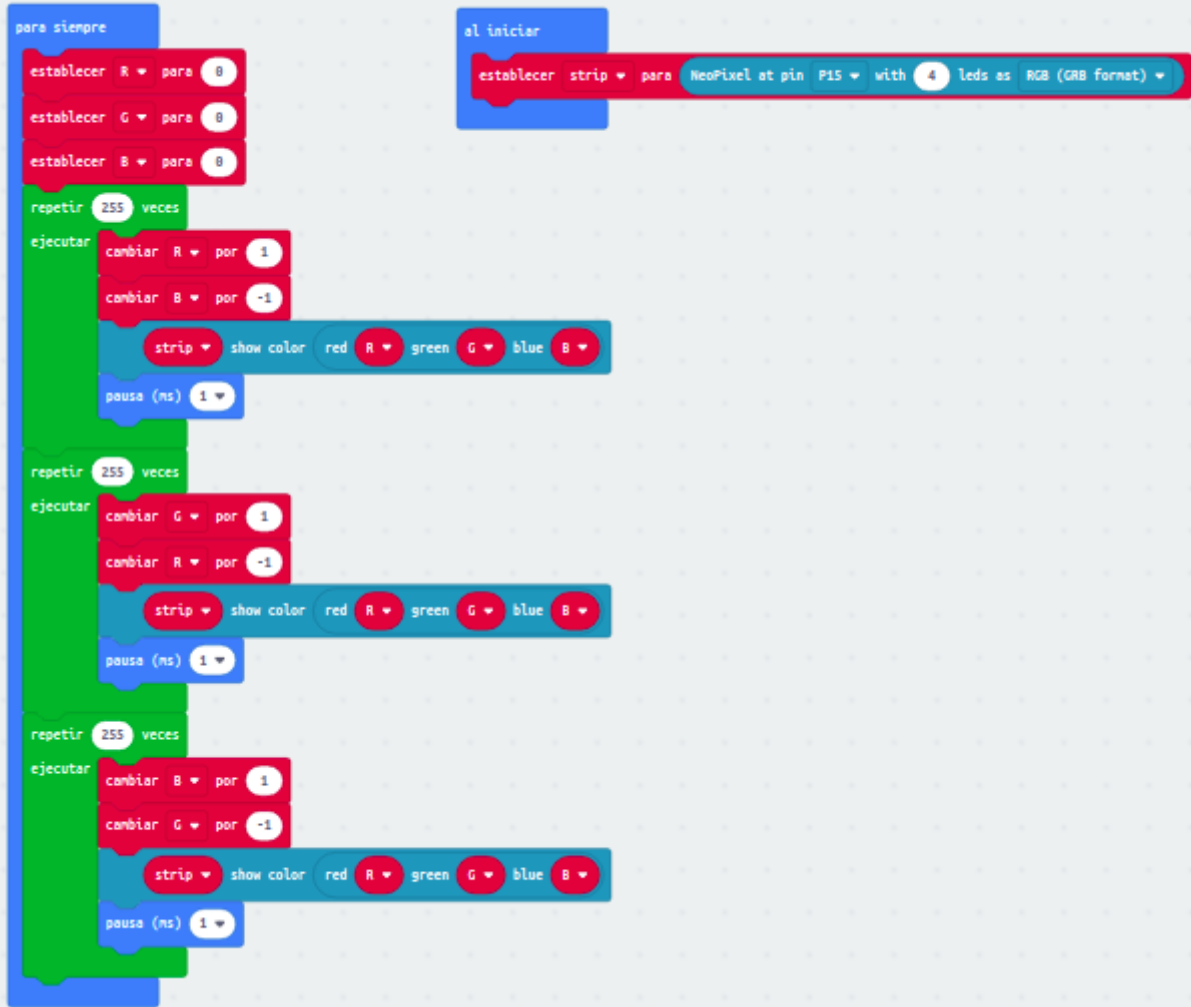 para siempre
establecer R para 0
establecer G para 0
establecer B para 0
repetir 255 veces
ejecutar
cambiar R por 1
cambiar B por -1
strip show color red R green G blue B
pausa (ms) 1
repetir 255 veces
ejecutar
cambiar G por 1
cambiar R por -1
strip show color red R green G blue B
pausa (ms) 1
repetir 255 veces
ejecutar
cambiar B por 1
cambiar G por -1
strip show color red R green G blue B
pausa (ms) 1
al iniciar
establecer strip para NeoPixel at pin P15 with 4 leds as RGB (GRB format)